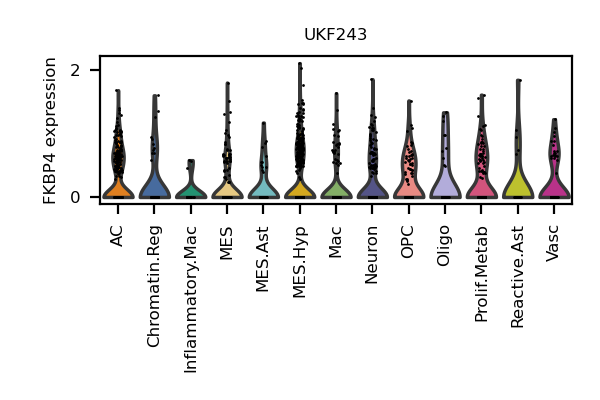 UKF243
FKBP4 expression
2
0
AC
Chromatin.Reg
Inflammatory.Mac
MES
MES.Ast
MES.Hyp
Mac
Neuron
OPC
Oligo
Prolif.Metab
Reactive.Ast
Vasc